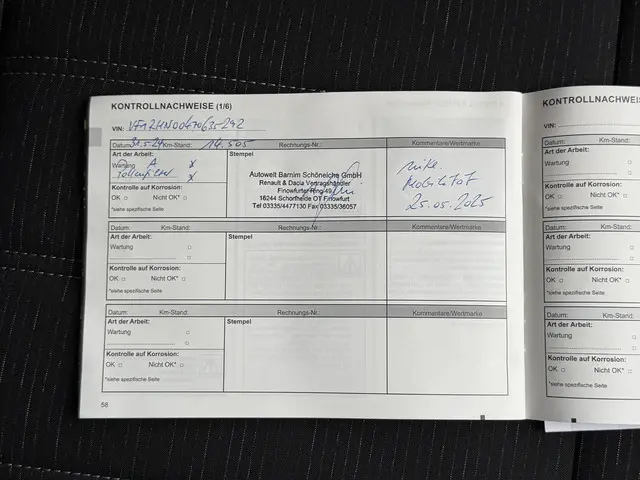 KONTROLLNACHWEISE (1/6)
VIN:
Datum: 31.5.24 Km-Stand: 14.505 Rechnungs-Nr.: Kommentare/Wertmarke
Art der Arbeit: Stempel
Wartung A x
Pollenfilter x
Kontrolle auf Korrosion:
OK □ Nicht OK* □
*siehe spezifische Seite
Autowelt Barnim Schöneiche GmbH
Renault & Dacia Vertragshändler
Finowfurter Ring
16244 Schorfheide OT Finowfurt
Tel 03335/4477130 Fax 03335/36057
inkl.
Mobilität
25.05.2025
Datum: Km-Stand: Rechnungs-Nr.: Kommentare/Wertmarke
Art der Arbeit: Stempel
Wartung □
□
Kontrolle auf Korrosion:
OK □ Nicht OK* □
*siehe spezifische Seite
Datum: Km-Stand: Rechnungs-Nr.: Kommentare/Wertmarke
Art der Arbeit: Stempel
Wartung □
□
Kontrolle auf Korrosion:
OK □ Nicht OK* □
*siehe spezifische Seite
58
KONTROLLNACHWEIS
VIN:
Datum: Km-Stand:
Art der Arbeit:
Wartung □
□
Kontrolle auf Korrosion:
OK □ Nicht OK* □
*siehe spezifische Seite
Datum: Km-Stand:
Art der Arbeit:
Wartung □
□
Kontrolle auf Korrosion:
OK □ Nicht OK* □
*siehe spezifische Seite
Datum: Km-Stand:
Art der Arbeit:
Wartung □
□
Kontrolle auf Korrosion:
OK □ Nicht OK* □
*siehe spezifische Seite